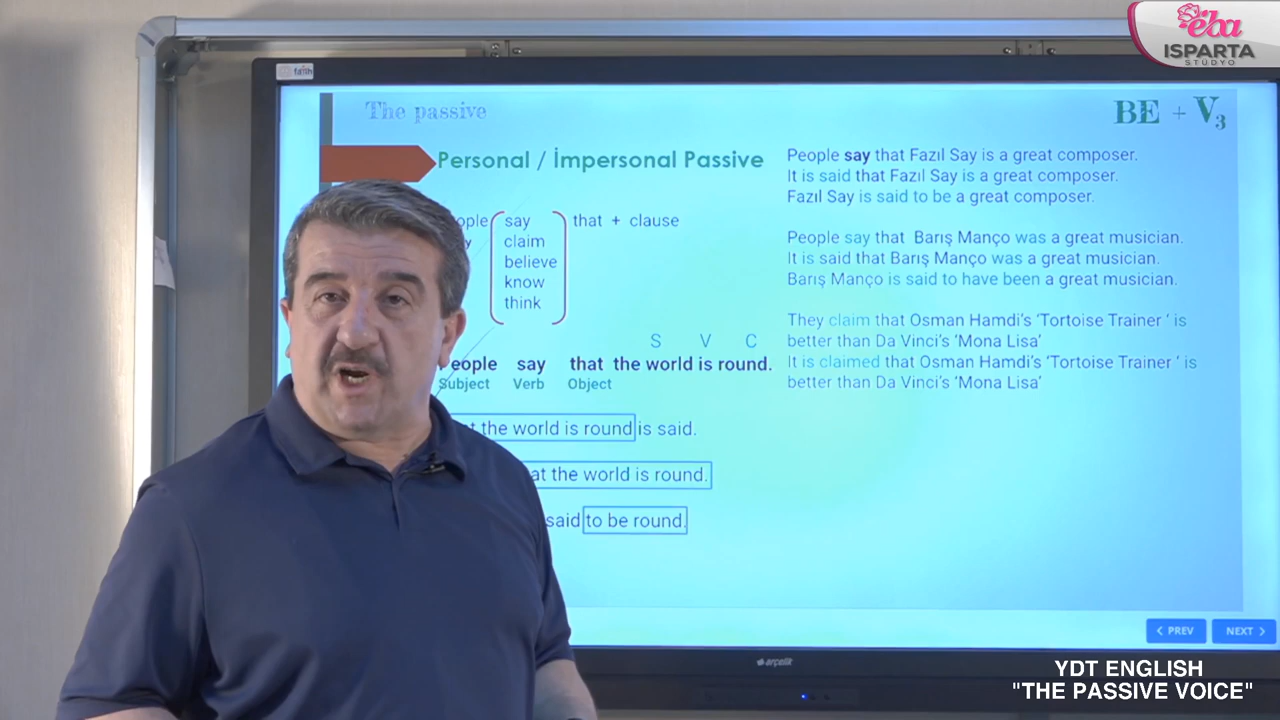 eba
ISPARTA
STÜDYO
fatih
The passive
BE + V3
Personal / İmpersonal Passive
say that + clause
claim
believe
know
think
S V C
eople say that the world is round.
Subject Verb Object
the world is round is said.
at the world is round.
said to be round.
People say that Fazıl Say is a great composer.
It is said that Fazıl Say is a great composer.
Fazıl Say is said to be a great composer.
People say that Barış Manço was a great musician.
It is said that Barış Manço was a great musician.
Barış Manço is said to have been a great musician.
They claim that Osman Hamdi's 'Tortoise Trainer ' is
better than Da Vinci's 'Mona Lisa'
It is claimed that Osman Hamdi's 'Tortoise Trainer ' is
better than Da Vinci's 'Mona Lisa'
< PREV NEXT >
arçelik
YDT ENGLISH
"THE PASSIVE VOICE"